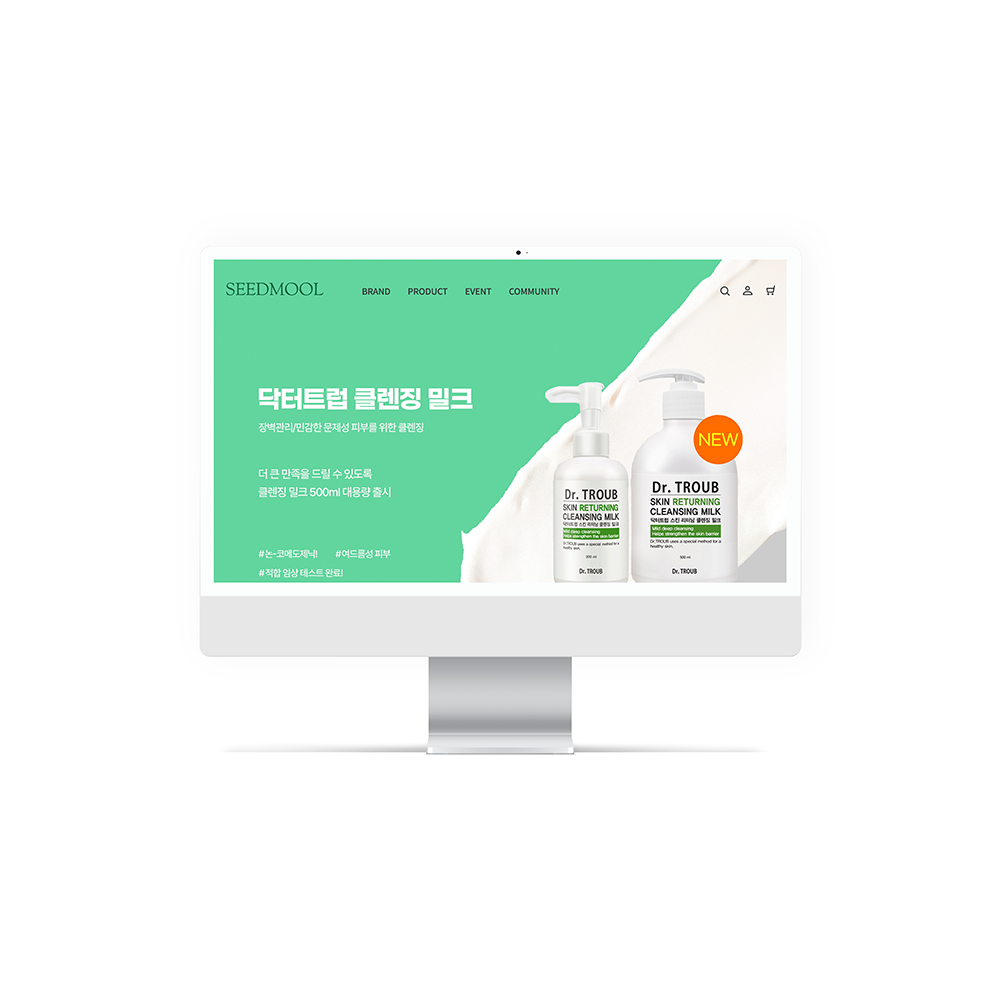 SEEDMOOL
BRAND PRODUCT EVENT COMMUNITY
닥터트럽 클렌징 밀크
장벽관리/민감한 문제성 피부를 위한 클렌징
더 큰 만족을 드릴 수 있도록
클렌징 밀크 500ml 대용량 출시
#논-코메도제닉! #여드름성 피부
#적합 임상 테스트 완료!
Dr. TROUB
SKIN RETURNING
CLEANSING MILK
닥터트럽 스킨 리터닝 클렌징 밀크
Mild deep cleansing
Helps strengthen the skin barrier
Dr.TROUB uses a special method for a
healthy skin.
300 ml
Dr. TROUB
NEW
Dr. TROUB
SKIN RETURNING
CLEANSING MILK
닥터트럽 스킨 리터닝 클렌징 밀크
Mild deep cleansing
Helps strengthen the skin barrier
Dr.TROUB uses a special method for a
healthy skin.
500 ml
Dr. TROUB